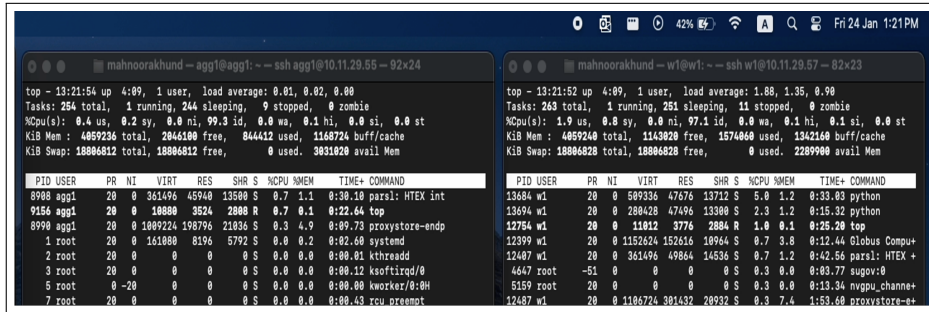 42% A Fri 24 Jan 1:21 PM
mahnoorakhund — agg1@agg1: ~ — ssh agg1@10.11.29.55 — 92×24
top - 13:21:54 up  4:09,  1 user,  load average: 0.01, 0.02, 0.00
Tasks: 254 total,   1 running, 244 sleeping,   9 stopped,   0 zombie
%Cpu(s):  0.4 us,  0.2 sy,  0.0 ni, 99.3 id,  0.0 wa,  0.1 hi,  0.0 si,  0.0 st
KiB Mem :  4059236 total,  2046100 free,   844412 used,  1168724 buff/cache
KiB Swap: 18806812 total, 18806812 free,        0 used.  3031020 avail Mem
PID USER      PR  NI    VIRT    RES    SHR S  %CPU %MEM     TIME+ COMMAND
8908 agg1      20   0  361496  45940  13500 S   0.7  1.1   0:30.10 parsl: HTEX int
9156 agg1      20   0   10880   3524   2808 R   0.7  0.1   0:22.64 top
8990 agg1      20   0 1009224 198796  21036 S   0.3  4.9   0:09.73 proxystore-endp
1 root      20   0  161080   8196   5792 S   0.0  0.2   0:02.60 systemd
2 root      20   0       0      0      0 S   0.0  0.0   0:00.01 kthreadd
3 root      20   0       0      0      0 S   0.0  0.0   0:00.12 ksoftirqd/0
5 root       0 -20       0      0      0 S   0.0  0.0   0:00.00 kworker/0:0H
7 root      20   0       0      0      0 S   0.0  0.0   0:00.43 rcu_preempt
mahnoorakhund — w1@w1: ~ — ssh w1@10.11.29.57 — 82×23
top - 13:21:52 up  4:09,  1 user,  load average: 1.88, 1.35, 0.90
Tasks: 263 total,   1 running, 251 sleeping,  11 stopped,   0 zombie
%Cpu(s):  1.9 us,  0.8 sy,  0.0 ni, 97.1 id,  0.0 wa,  0.1 hi,  0.1 si,  0.0 st
KiB Mem :  4059240 total,  1143020 free,  1574060 used,  1342160 buff/cache
KiB Swap: 18806828 total, 18806828 free,        0 used.  2289900 avail Mem
PID USER      PR  NI    VIRT    RES    SHR S  %CPU %MEM     TIME+ COMMAND
13684 w1        20   0  509336  47676  13712 S   5.0  1.2   0:33.03 python
13694 w1        20   0  280428  47496  13300 S   2.3  1.2   0:15.32 python
12754 w1        20   0   11012   3776   2884 R   1.0  0.1   0:25.20 top
12399 w1        20   0 1152624 152616  10964 S   0.7  3.8   0:12.44 Globus Compu+
12407 w1        20   0  361496  49864  14536 S   0.7  1.2   0:42.56 parsl: HTEX +
4647 root     -51   0       0      0      0 S   0.3  0.0   0:03.77 sugov:0
5159 root      20   0       0      0      0 S   0.3  0.0   0:13.34 nvgpu_channe+
12487 w1        20   0 1106724 301432  20932 S   0.3  7.4   1:53.60 proxystore-e+